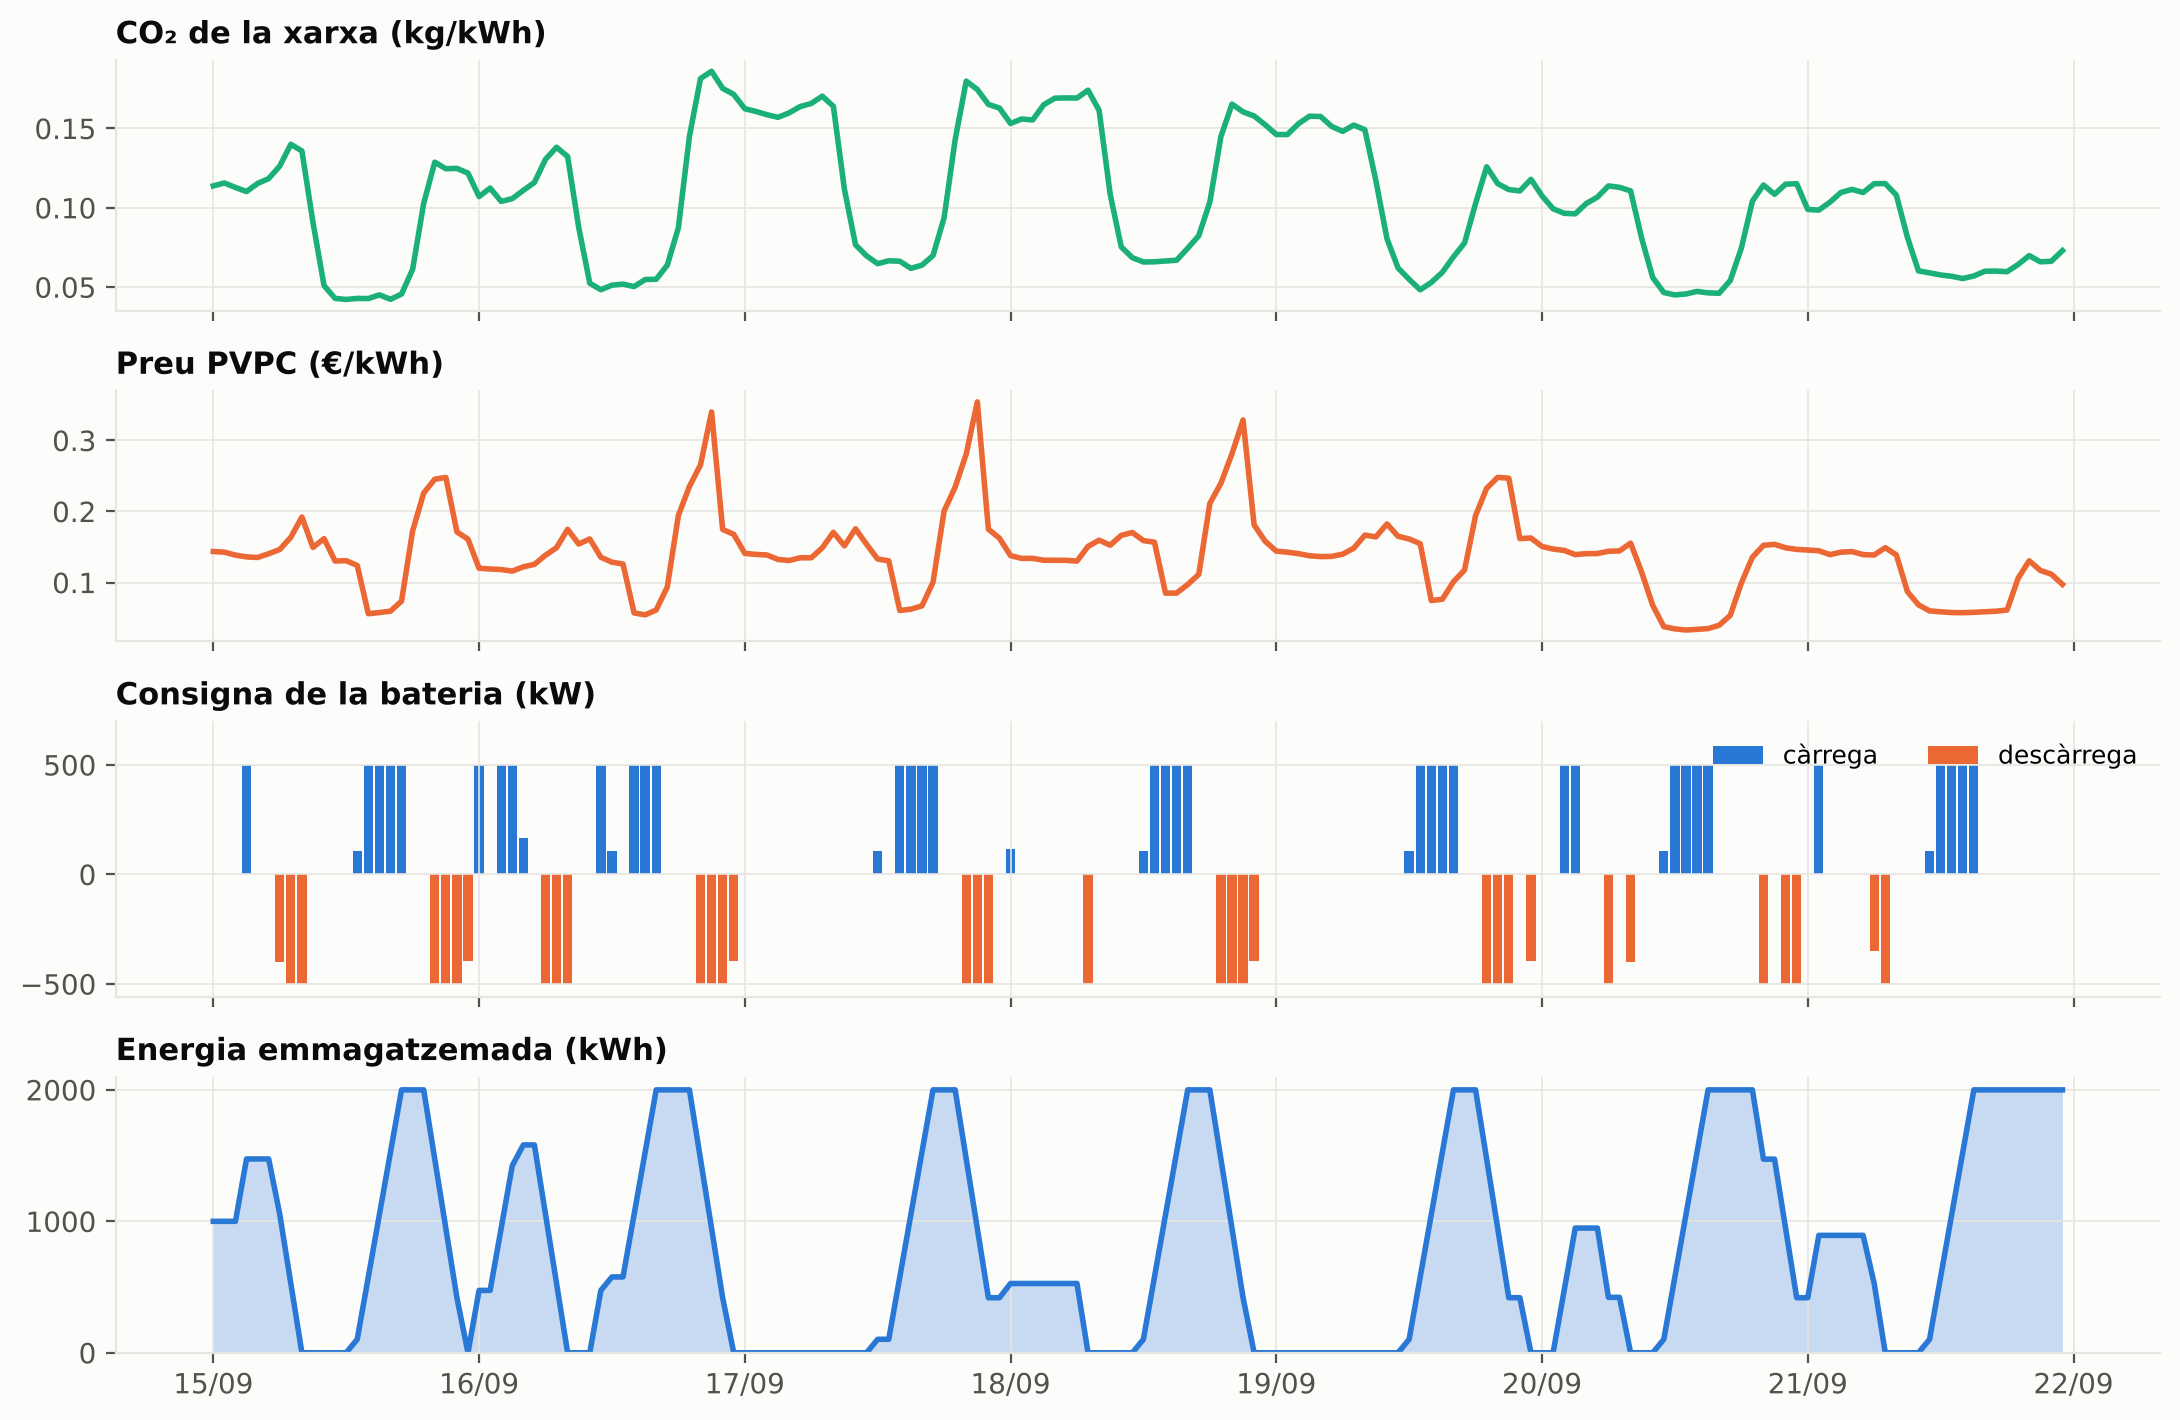 CO₂ de la xarxa (kg/kWh)
0.15
0.10
0.05
Preu PVPC (€/kWh)
0.3
0.2
0.1
Consigna de la bateria (kW)
càrrega
descàrrega
500
0
−500
Energia emmagatzemada (kWh)
2000
1000
0
15/09 16/09 17/09 18/09 19/09 20/09 21/09 22/09